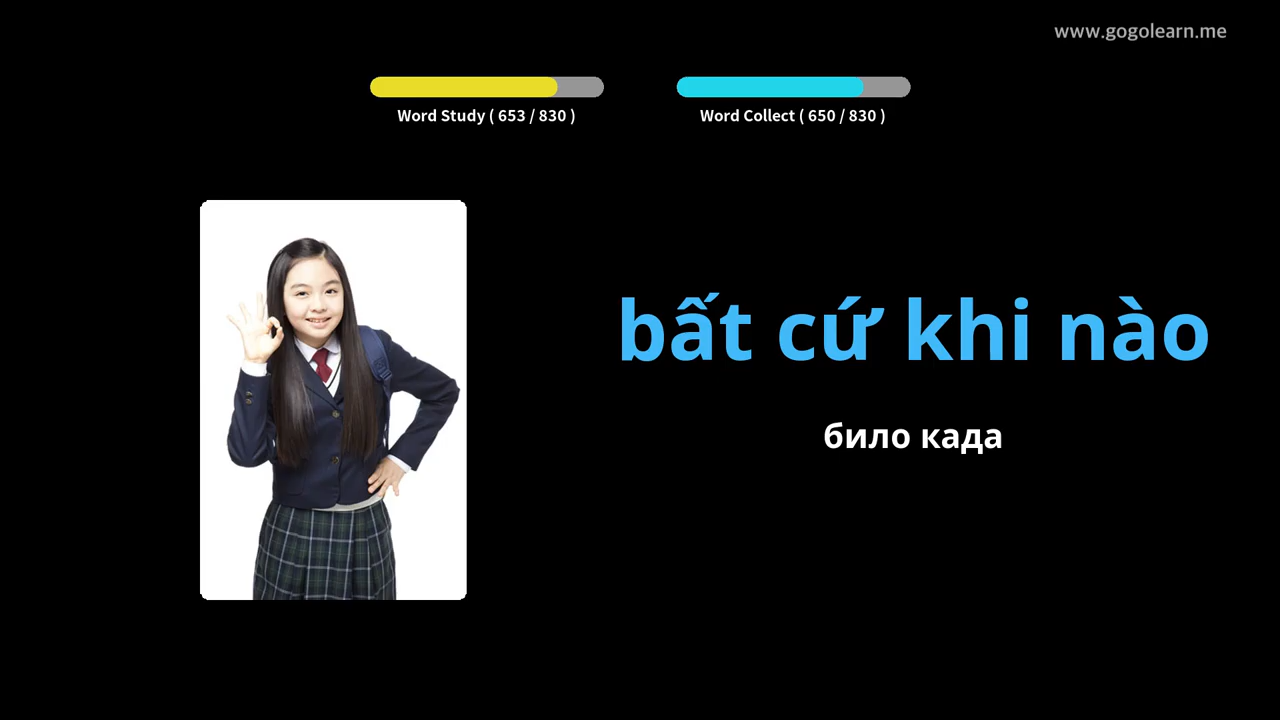 www.gogolearn.me
Word Study ( 653 / 830 )
Word Collect ( 650 / 830 )
bất cứ khi nào
било када